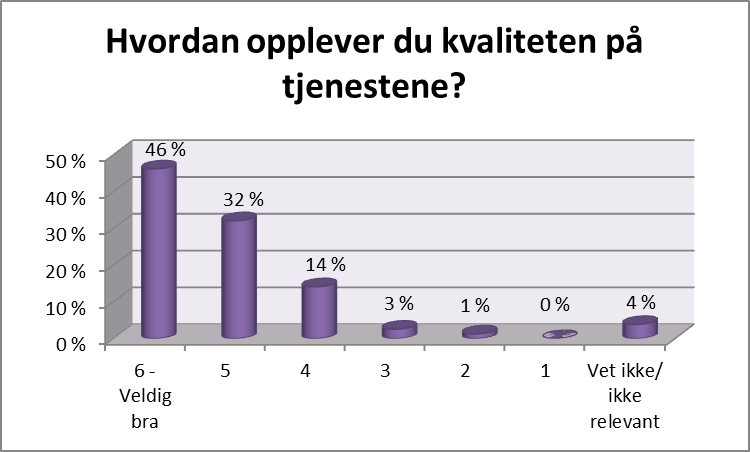 Hvordan opplever du kvaliteten på
tjenestene?
50 %
40 %
30 %
20 %
10 %
0 %
46 %
32 %
14 %
3 %
1 %
0 %
4 %
6 -
Veldig
bra
5
4
3
2
1
Vet ikke/
ikke
relevant